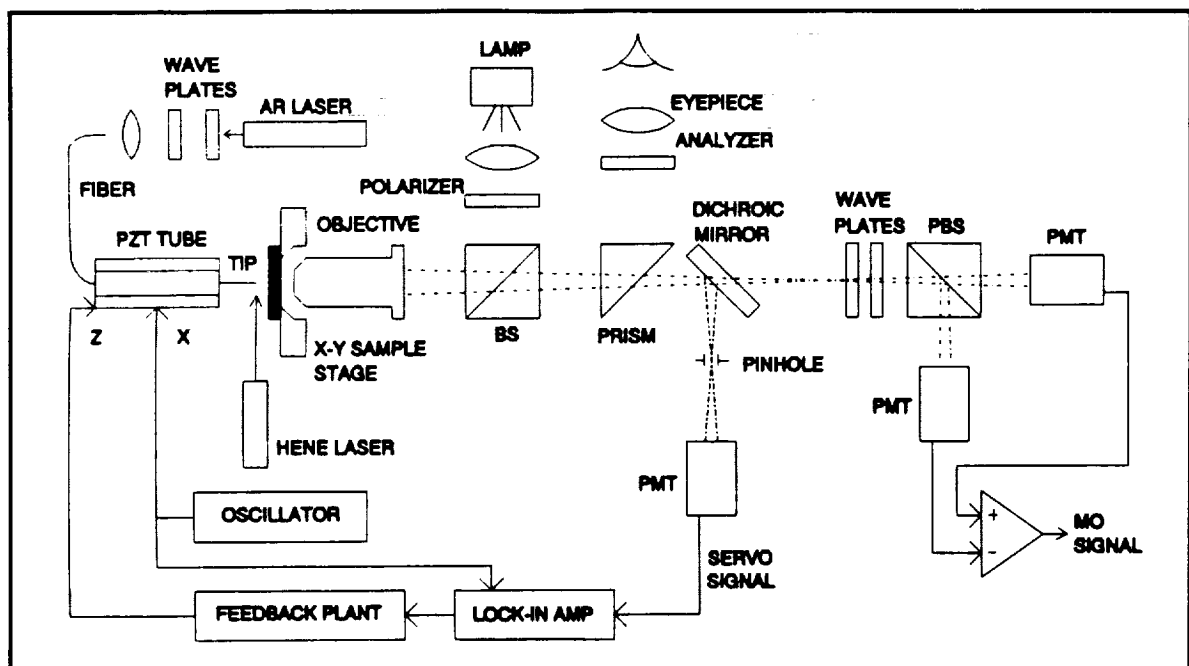 LAMP
WAVE
PLATES
AR LASER
EYEPIECE
ANALYZER
FIBER
POLARIZER
PZT TUBE
TIP
OBJECTIVE
DICHROIC
MIRROR
WAVE
PLATES
PBS
PMT
Z
X
X-Y SAMPLE
STAGE
BS
PRISM
PINHOLE
PMT
HENE LASER
PMT
OSCILLATOR
+
-
MO
SIGNAL
SERVO
SIGNAL
FEEDBACK PLANT
LOCK-IN AMP